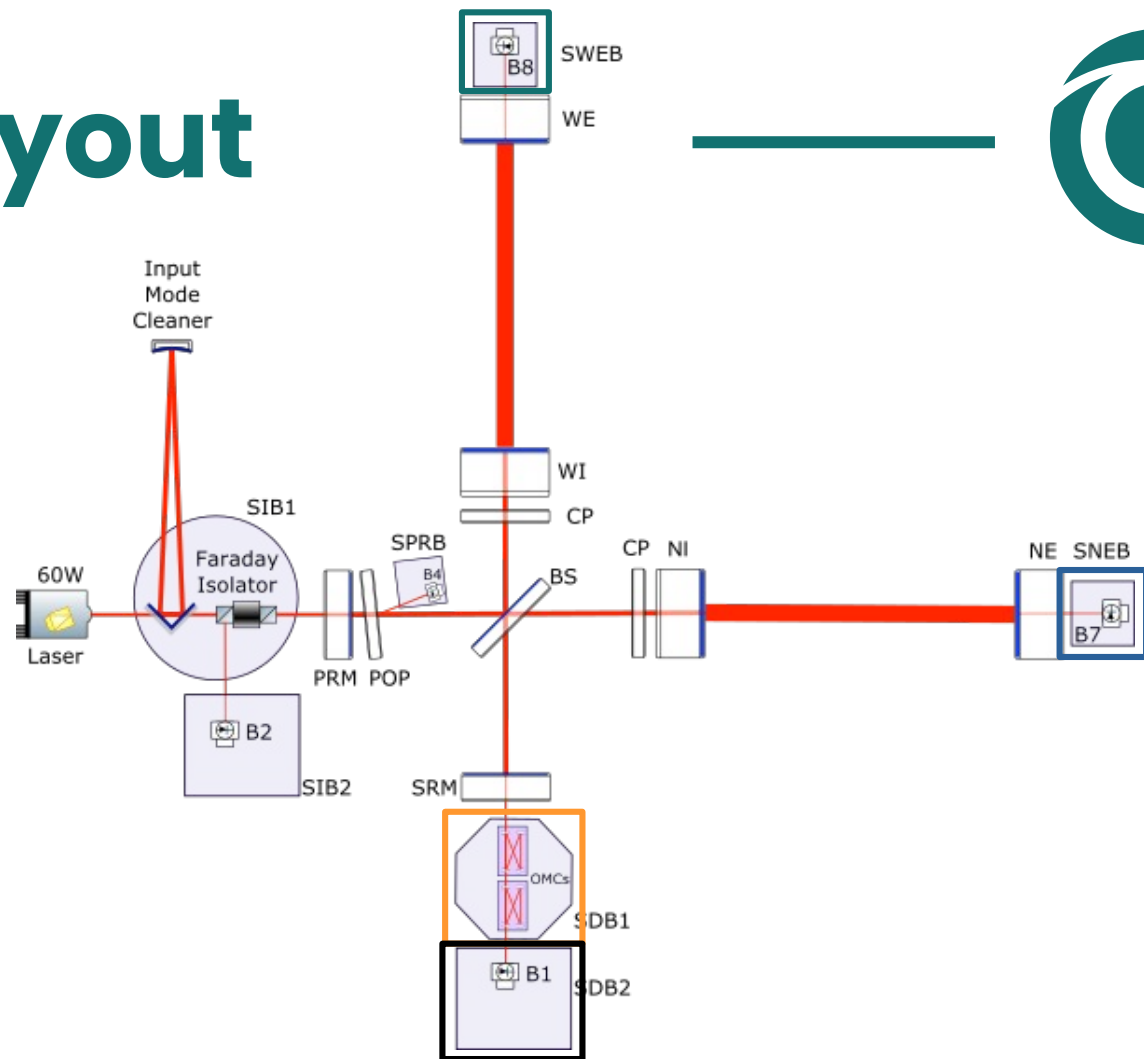 yout
B8
SWEB
WE
Input
Mode
Cleaner
WI
CP
SIB1
SPRB
B4
Faraday
Isolator
60W
Laser
BS
CP NI
NE SNEB
B7
PRM POP
B2
SIB2
SRM
OMCs
SDB1
B1
SDB2